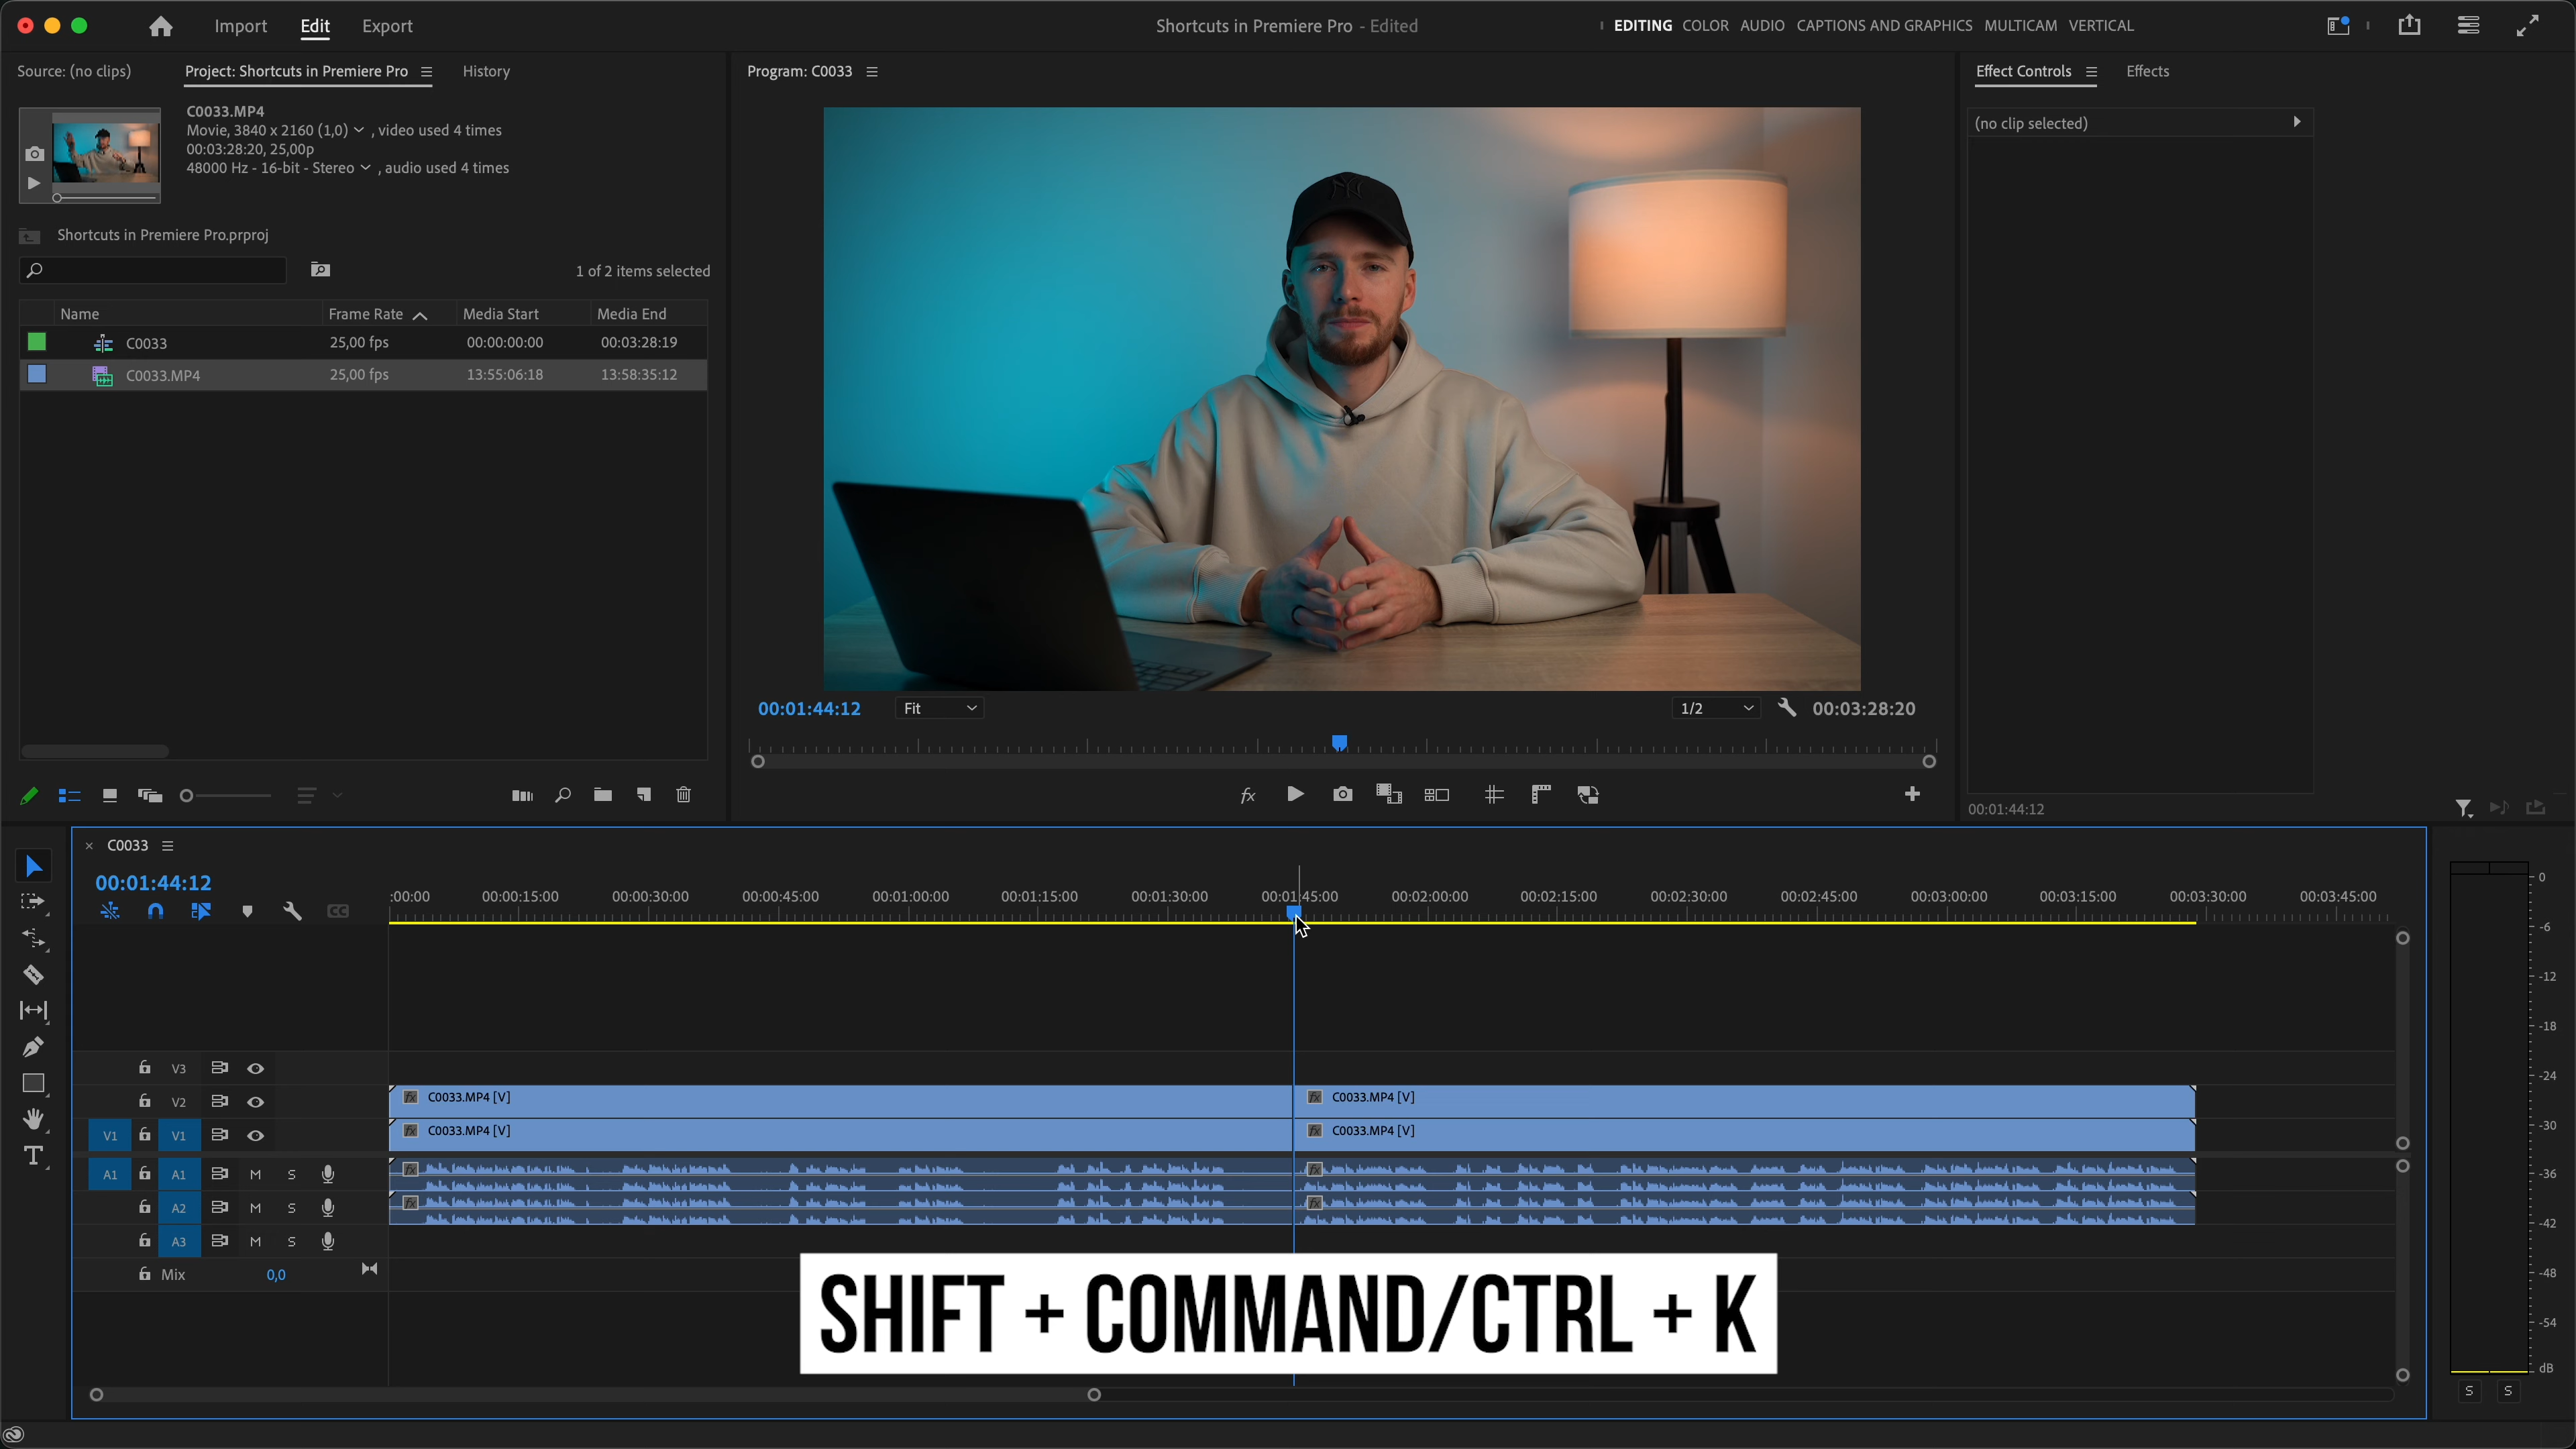 Import Edit Export
Shortcuts in Premiere Pro - Edited
EDITING COLOR AUDIO CAPTIONS AND GRAPHICS MULTICAM VERTICAL
Source: (no clips) Project: Shortcuts in Premiere Pro History
Program: C0033
Effect Controls Effects
C0033.MP4
Movie, 3840 x 2160 (1,0) , video used 4 times
00:03:28:20, 25,00p
48000 Hz - 16-bit - Stereo , audio used 4 times
(no clip selected)
Shortcuts in Premiere Pro.prproj
1 of 2 items selected
Name Frame Rate Media Start Media End
C0033 25,00 fps 00:00:00:00 00:03:28:19
C0033.MP4 25,00 fps 13:55:06:18 13:58:35:12
00:01:44:12 Fit 1/2 00:03:28:20
fx
00:01:44:12
C0033
00:01:44:12
:00:00 00:00:15:00 00:00:30:00 00:00:45:00 00:01:00:00 00:01:15:00 00:01:30:00 00:01:45:00 00:02:00:00 00:02:15:00 00:02:30:00 00:02:45:00 00:03:00:00 00:03:15:00 00:03:30:00 00:03:45:00
CC
V3
V2 fx C0033.MP4 [V] fx C0033.MP4 [V]
V1 V1 fx C0033.MP4 [V] fx C0033.MP4 [V]
A1 A1 M S fx fx
A2 M S fx fx
A3 M S
Mix 0,0
SHIFT + COMMAND/CTRL + K
0
-6
-12
-18
-24
-30
-36
-42
-48
-54
dB
S S